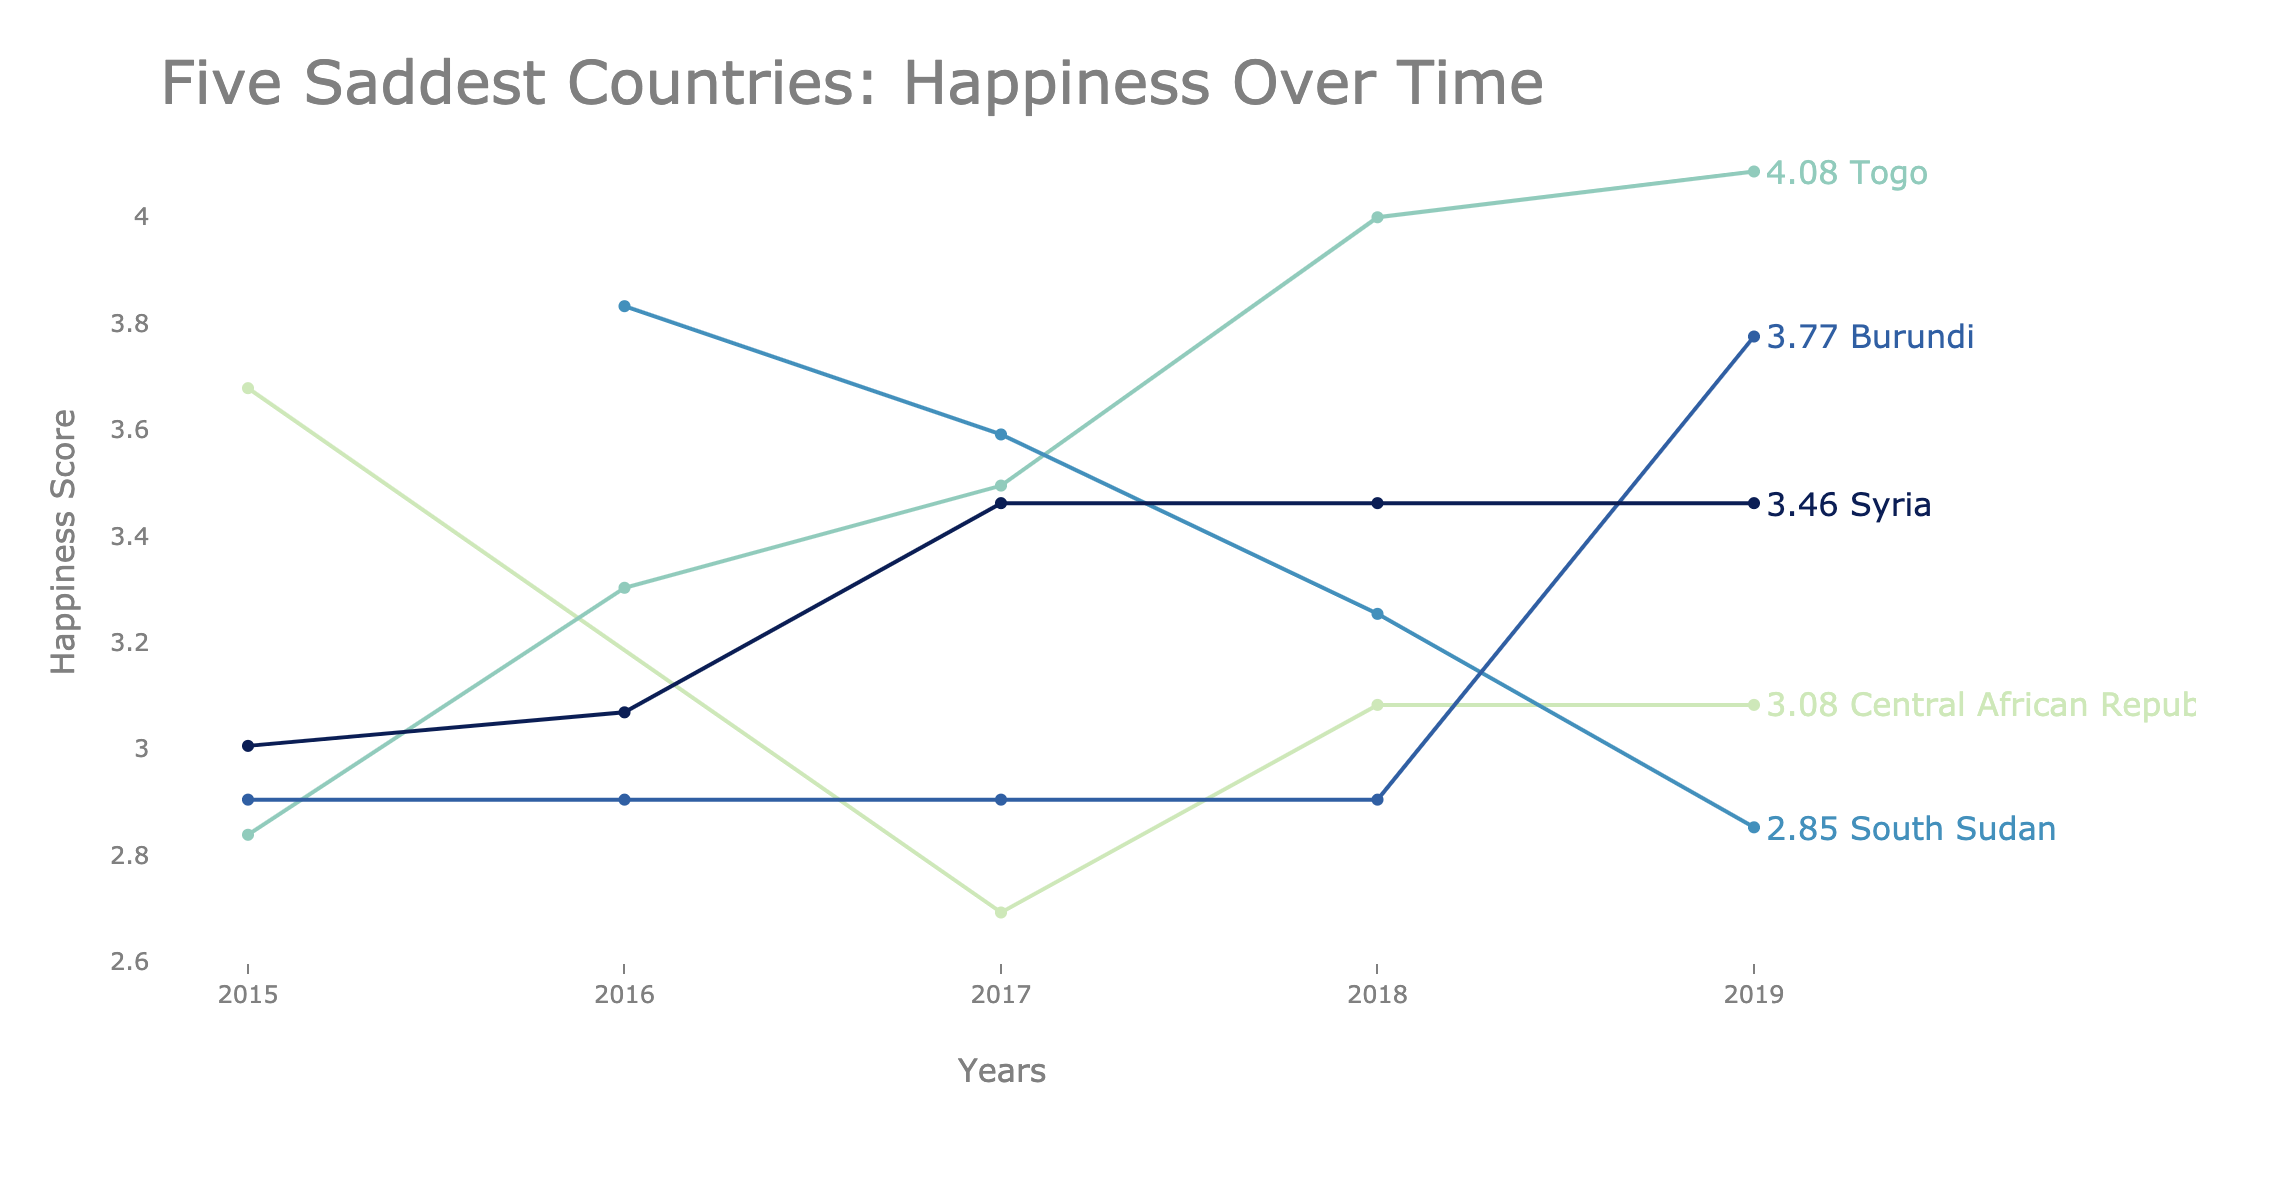 Five Saddest Countries: Happiness Over Time
4.08 Togo
4
3.8
3.77 Burundi
3.6
3.46 Syria
3.4
3.2
3.08 Central African Repub
3
2.85 South Sudan
2.8
2.6
Happiness Score
2015 2016 2017 2018 2019
Years